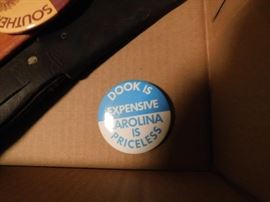 SOUTHE
DOOK IS
EXPENSIVE
CAROLINA
IS
PRICELESS